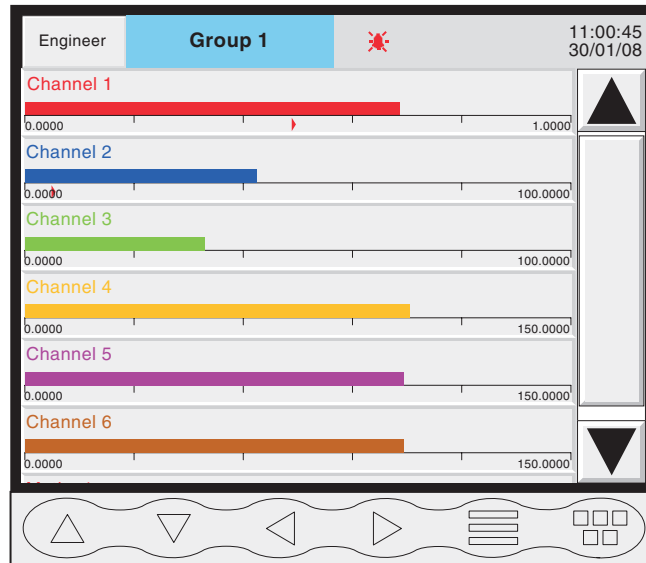 Engineer
Group 1
11:00:45
30/01/08
Channel 1
0.0000 1.0000
Channel 2
0.0000 100.0000
Channel 3
0.0000 100.0000
Channel 4
0.0000 150.0000
Channel 5
0.0000 150.0000
Channel 6
0.0000 150.0000